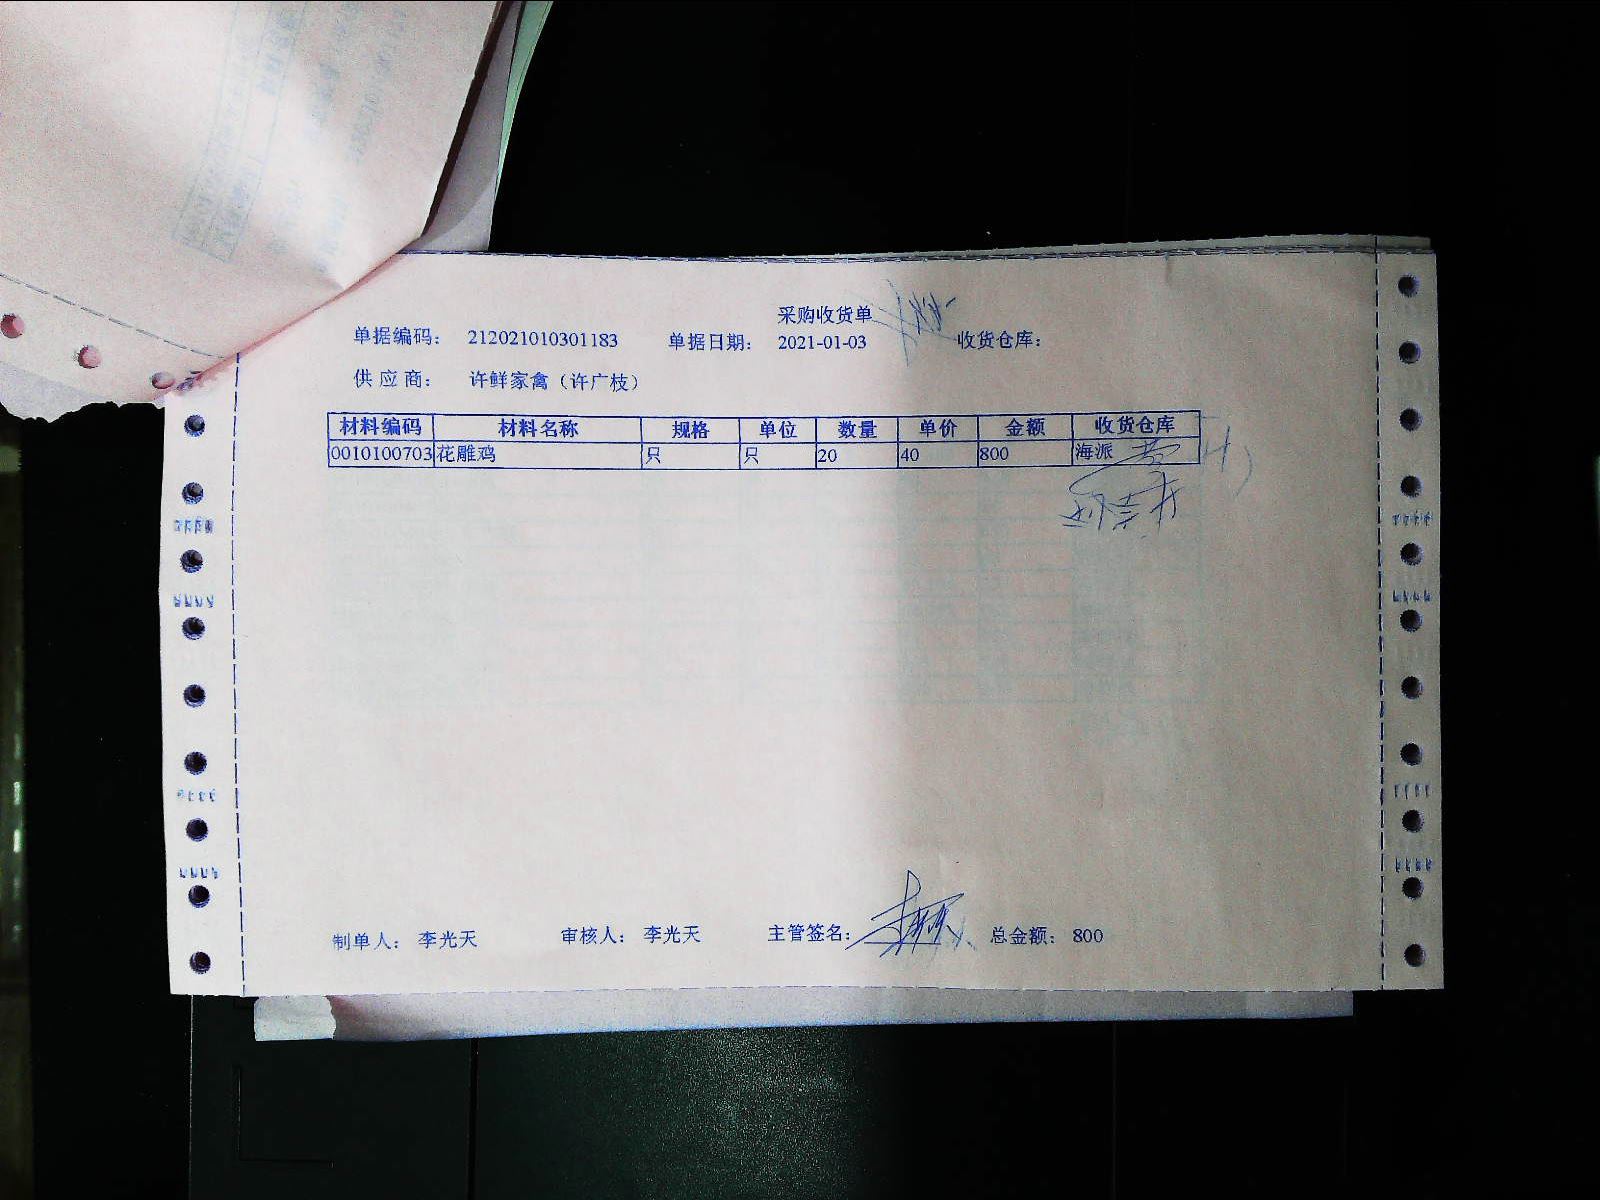 采购收货单
单据编码： 212021010301183 单据日期： 2021-01-03 收货仓库：
供 应 商： 许鲜家禽（许广枝）
材料编码 材料名称 规格 单位 数量 单价 金额 收货仓库
0010100703 花雕鸡 只 只 20 40 800 海派
制单人： 李光天 审核人： 李光天 主管签名： 总金额： 800